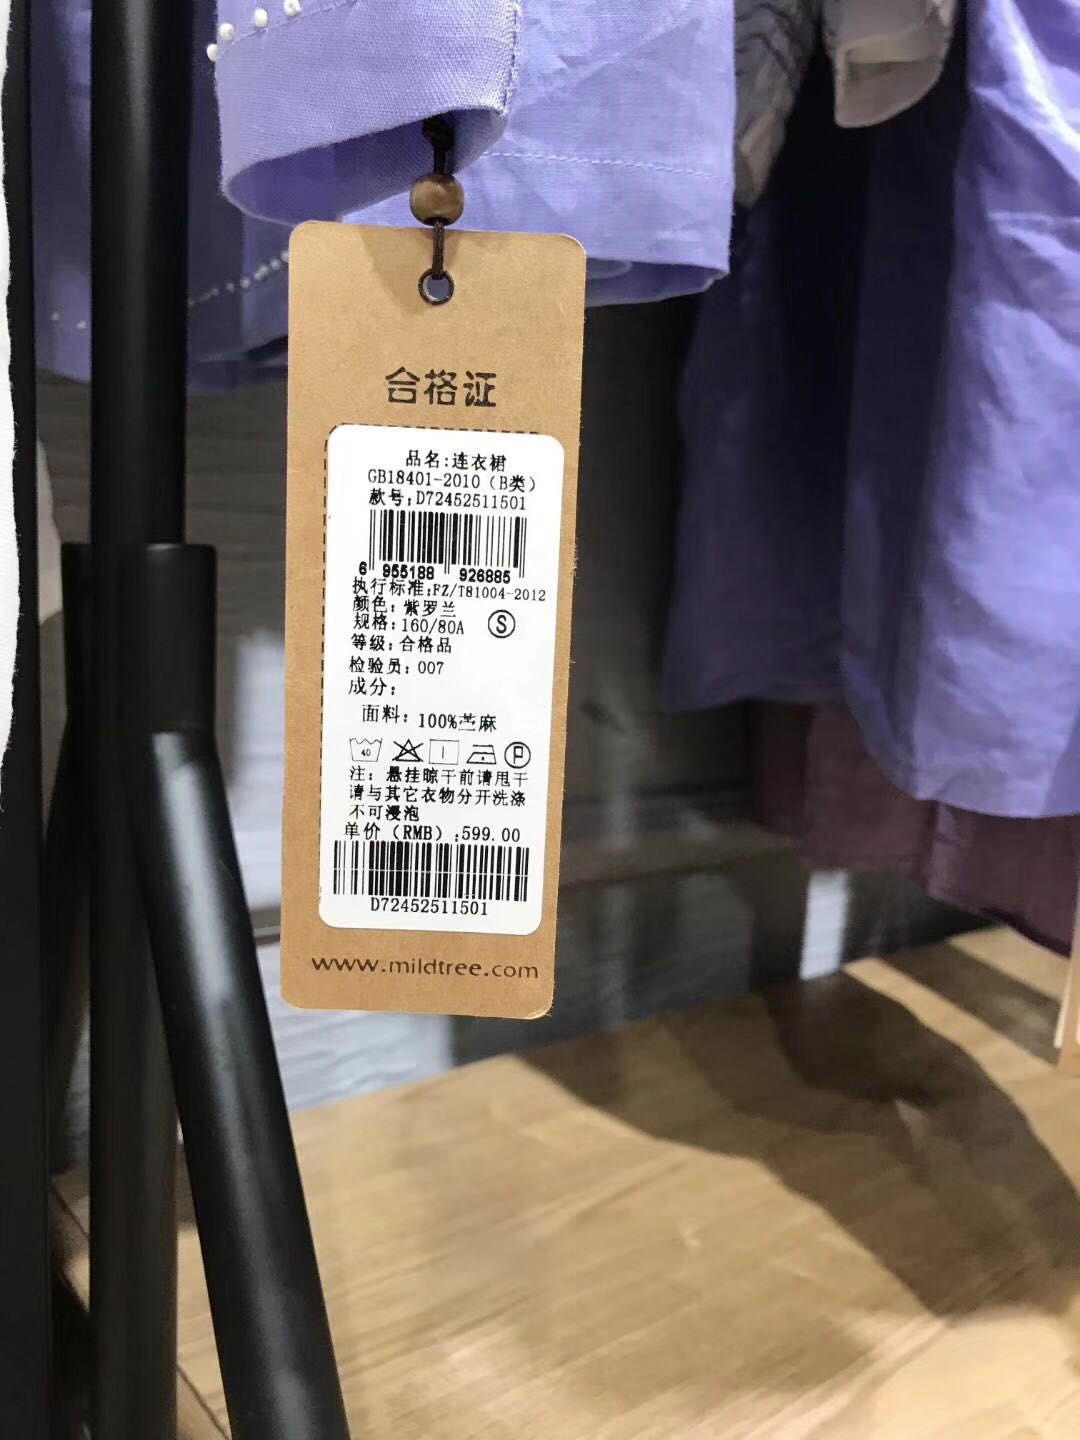 合格证
品名:连衣裙
GB18401-2010（B类）
款号:D72452511501
6 955188 926885
执行标准:FZ/T81004-2012
颜色: 紫罗兰
规格: 160/80A Ⓢ
等级: 合格品
检验员: 007
成分:
面料: 100%苎麻
40 P
注: 悬挂晾干前请甩干
请与其它衣物分开洗涤
不可浸泡
单价（RMB）:599.00
D72452511501
www.mildtree.com